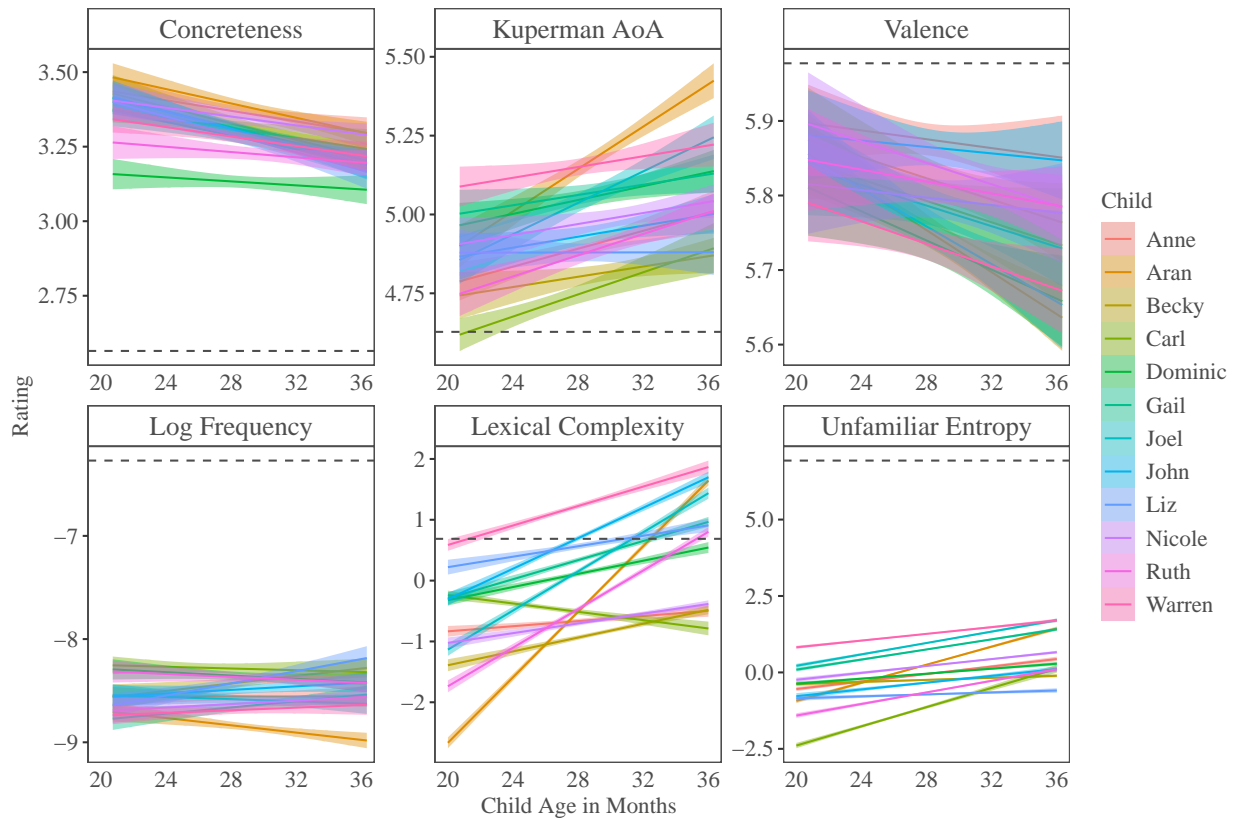 Concreteness Kuperman AoA Valence
3.50
3.25
3.00
2.75
20 24 28 32 36
5.50
5.25
5.00
4.75
20 24 28 32 36
5.9
5.8
5.7
5.6
20 24 28 32 36
Rating
Log Frequency Lexical Complexity Unfamiliar Entropy
−7
−8
−9
20 24 28 32 36
2
1
0
−1
−2
20 24 28 32 36
5.0
2.5
0.0
−2.5
20 24 28 32 36
Child Age in Months
Child
Anne
Aran
Becky
Carl
Dominic
Gail
Joel
John
Liz
Nicole
Ruth
Warren